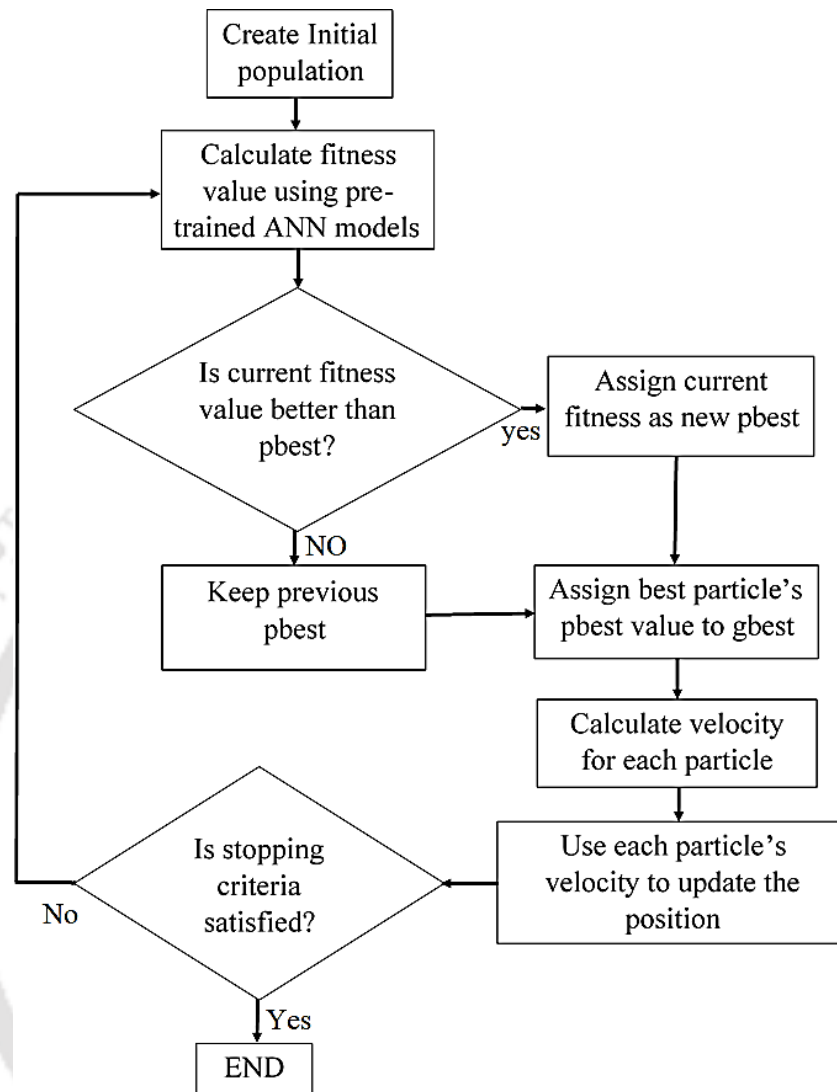 Create Initial
population
Calculate fitness
value using pre-
trained ANN models
Is current fitness
value better than
pbest?
yes
Assign current
fitness as new pbest
NO
Keep previous
pbest
Assign best particle's
pbest value to gbest
Calculate velocity
for each particle
Use each particle's
velocity to update the
position
Is stopping
criteria
satisfied?
No
Yes
END